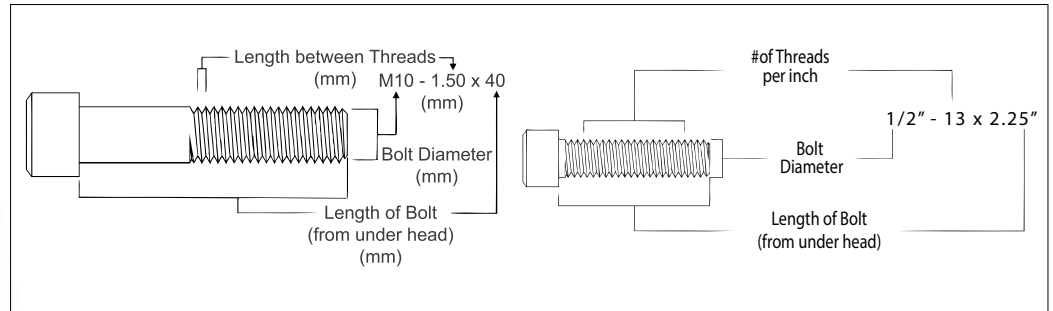 Length between Threads
(mm)
M10 - 1.50 x 40
(mm)
Bolt Diameter
(mm)
Length of Bolt
(from under head)
(mm)
#of Threads
per inch
1/2" - 13 x 2.25"
Bolt
Diameter
Length of Bolt
(from under head)